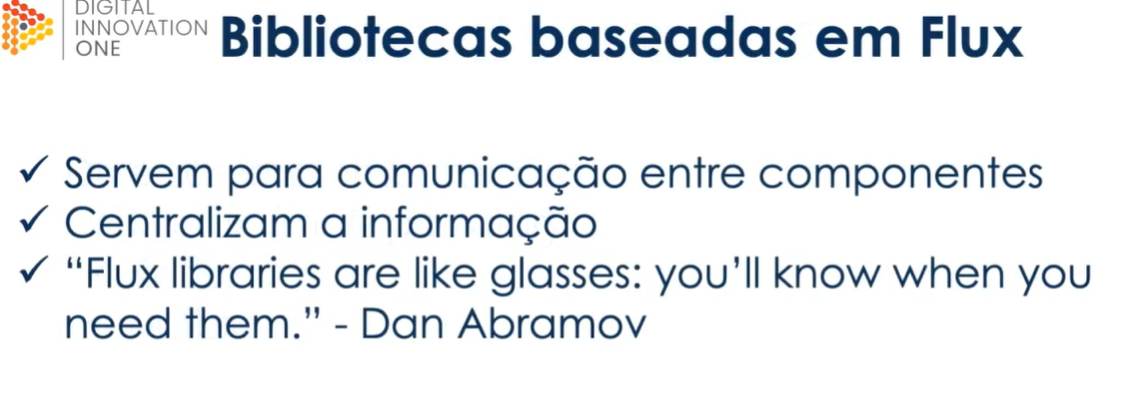 DIGITAL
INNOVATION
ONE
Bibliotecas baseadas em Flux
✓ Servem para comunicação entre componentes
✓ Centralizam a informação
✓ “Flux libraries are like glasses: you’ll know when you
need them.” - Dan Abramov